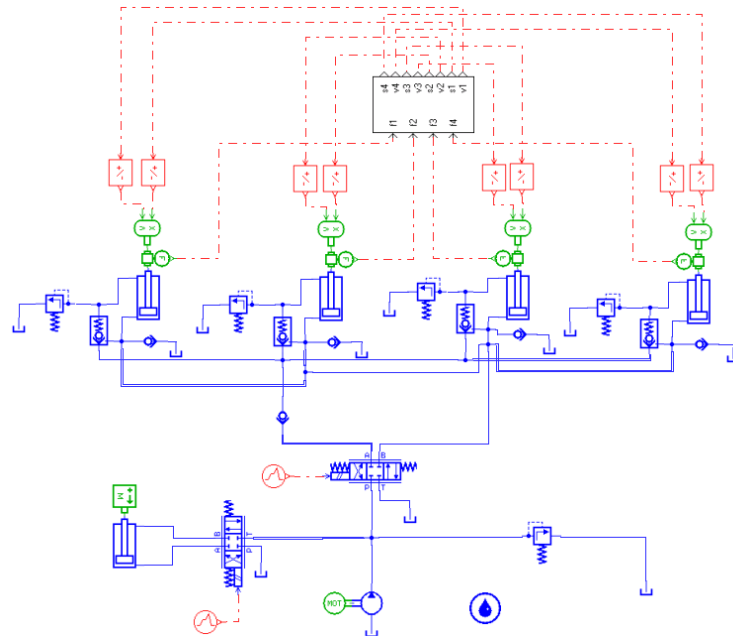 s4 v4 s3 v3 s2 v2 s1 v1
f1 f2 f3 f4
-/+ -/+ -/+ -/+ -/+ -/+ -/+ -/+
V X V X V X V X
F F F F
A B
P T
M
B T
A P
MOT